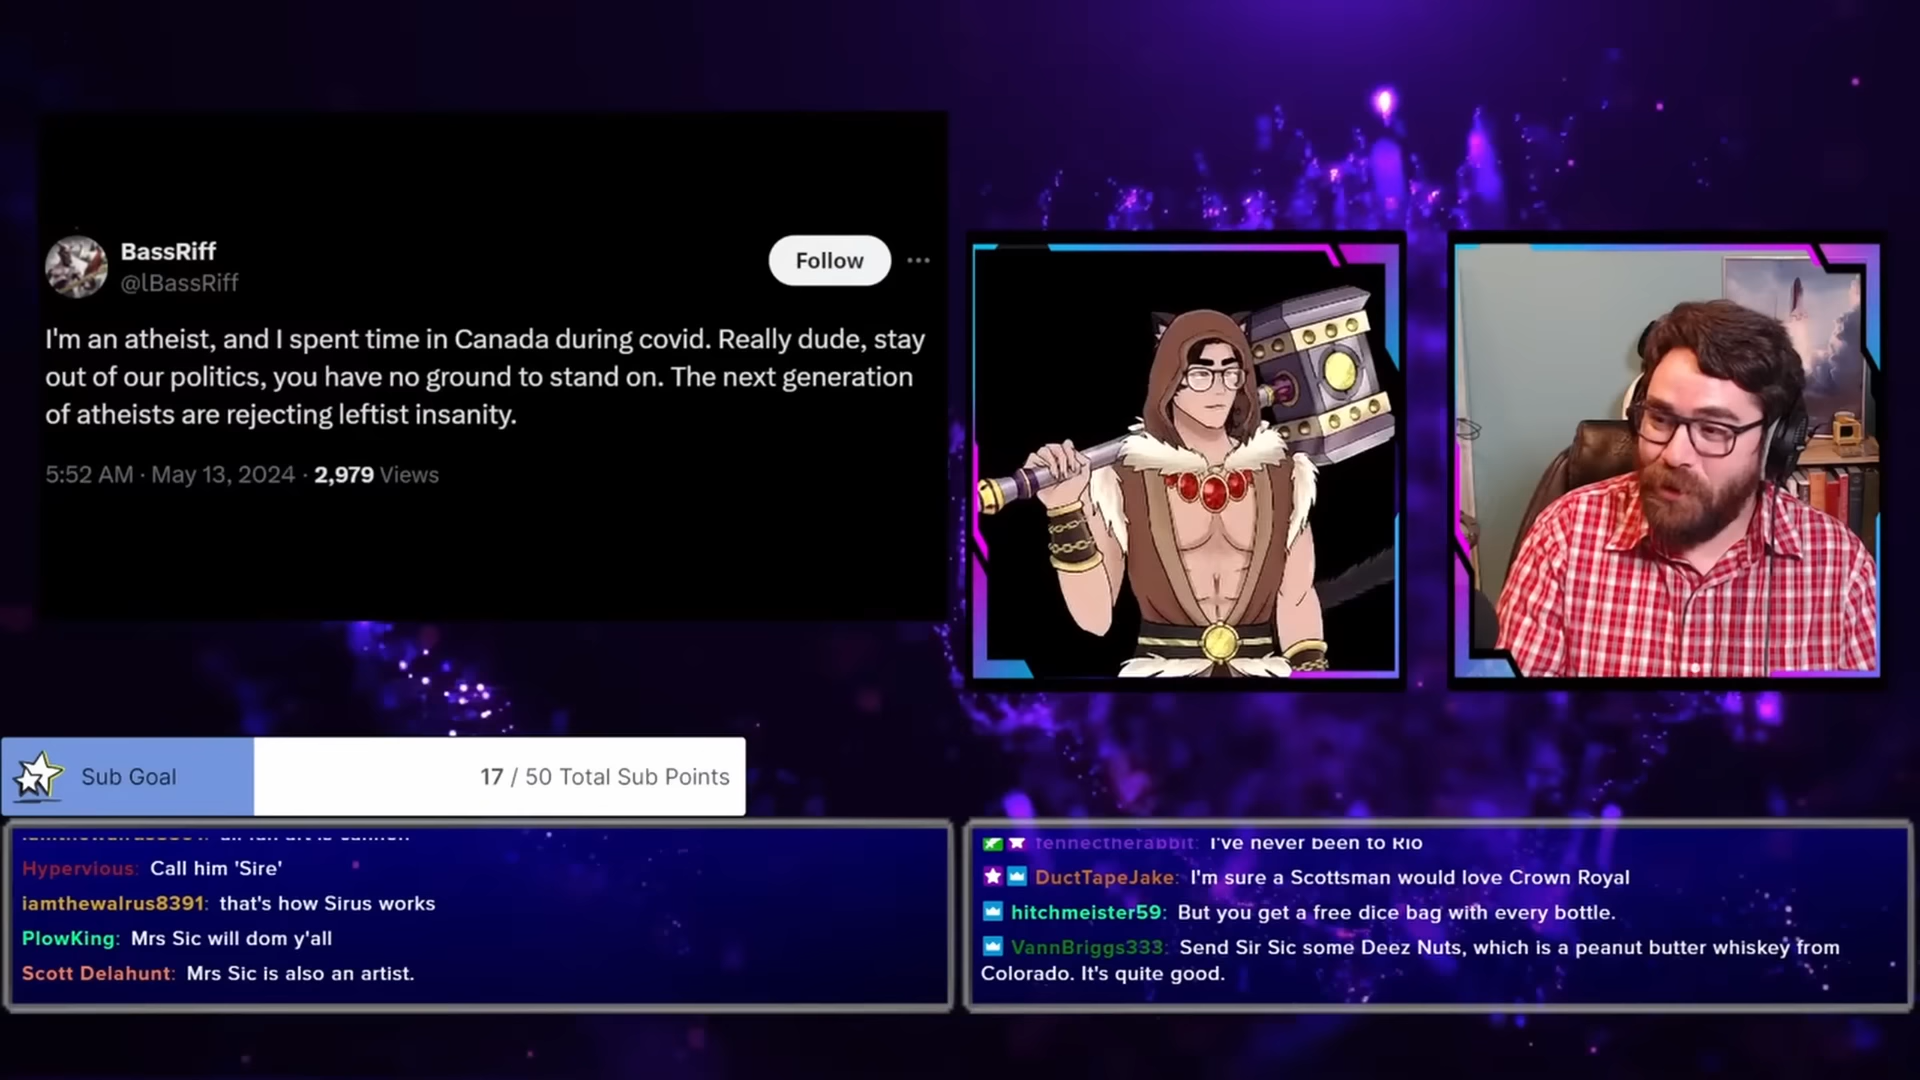 BassRiff
@lBassRiff
Follow
I'm an atheist, and I spent time in Canada during covid. Really dude, stay
out of our politics, you have no ground to stand on. The next generation
of atheists are rejecting leftist insanity.
5:52 AM · May 13, 2024 · 2,979 Views
Sub Goal
17 / 50 Total Sub Points
Hypervious: Call him 'Sire'
iamthewalrus8391: that's how Sirus works
PlowKing: Mrs Sic will dom y'all
Scott Delahunt: Mrs Sic is also an artist.
fennectherabbit: I've never been to Rio
DuctTapeJake: I'm sure a Scottsman would love Crown Royal
hitchmeister59: But you get a free dice bag with every bottle.
VannBriggs333: Send Sir Sic some Deez Nuts, which is a peanut butter whiskey from
Colorado. It's quite good.